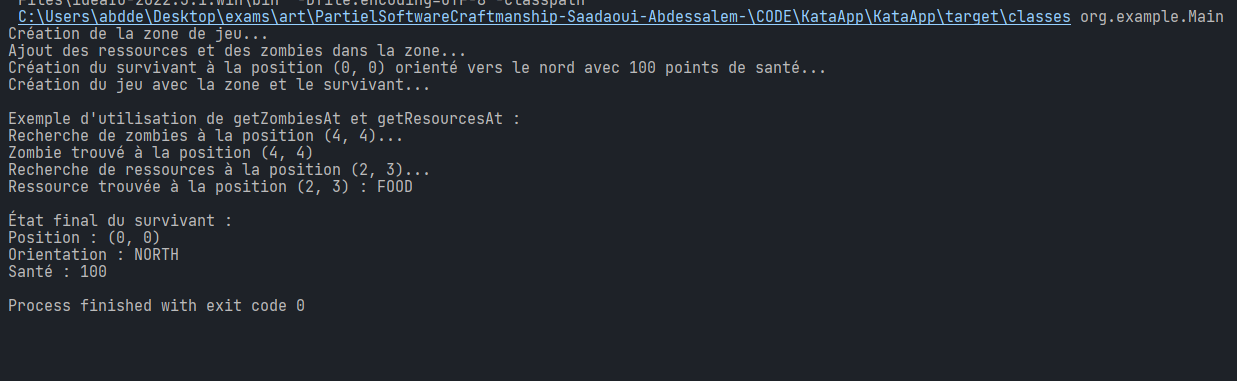 Files\ideaIU-2022.3.1.win\bin" -Dfile.encoding=UTF-8 -classpath
C:\Users\abdde\Desktop\exams\art\PartielSoftwareCraftmanship-Saadaoui-Abdessalem-\CODE\KataApp\KataApp\target\classes org.example.Main
Création de la zone de jeu...
Ajout des ressources et des zombies dans la zone...
Création du survivant à la position (0, 0) orienté vers le nord avec 100 points de santé...
Création du jeu avec la zone et le survivant...
Exemple d'utilisation de getZombiesAt et getResourcesAt :
Recherche de zombies à la position (4, 4)...
Zombie trouvé à la position (4, 4)
Recherche de ressources à la position (2, 3)...
Ressource trouvée à la position (2, 3) : FOOD
État final du survivant :
Position : (0, 0)
Orientation : NORTH
Santé : 100
Process finished with exit code 0